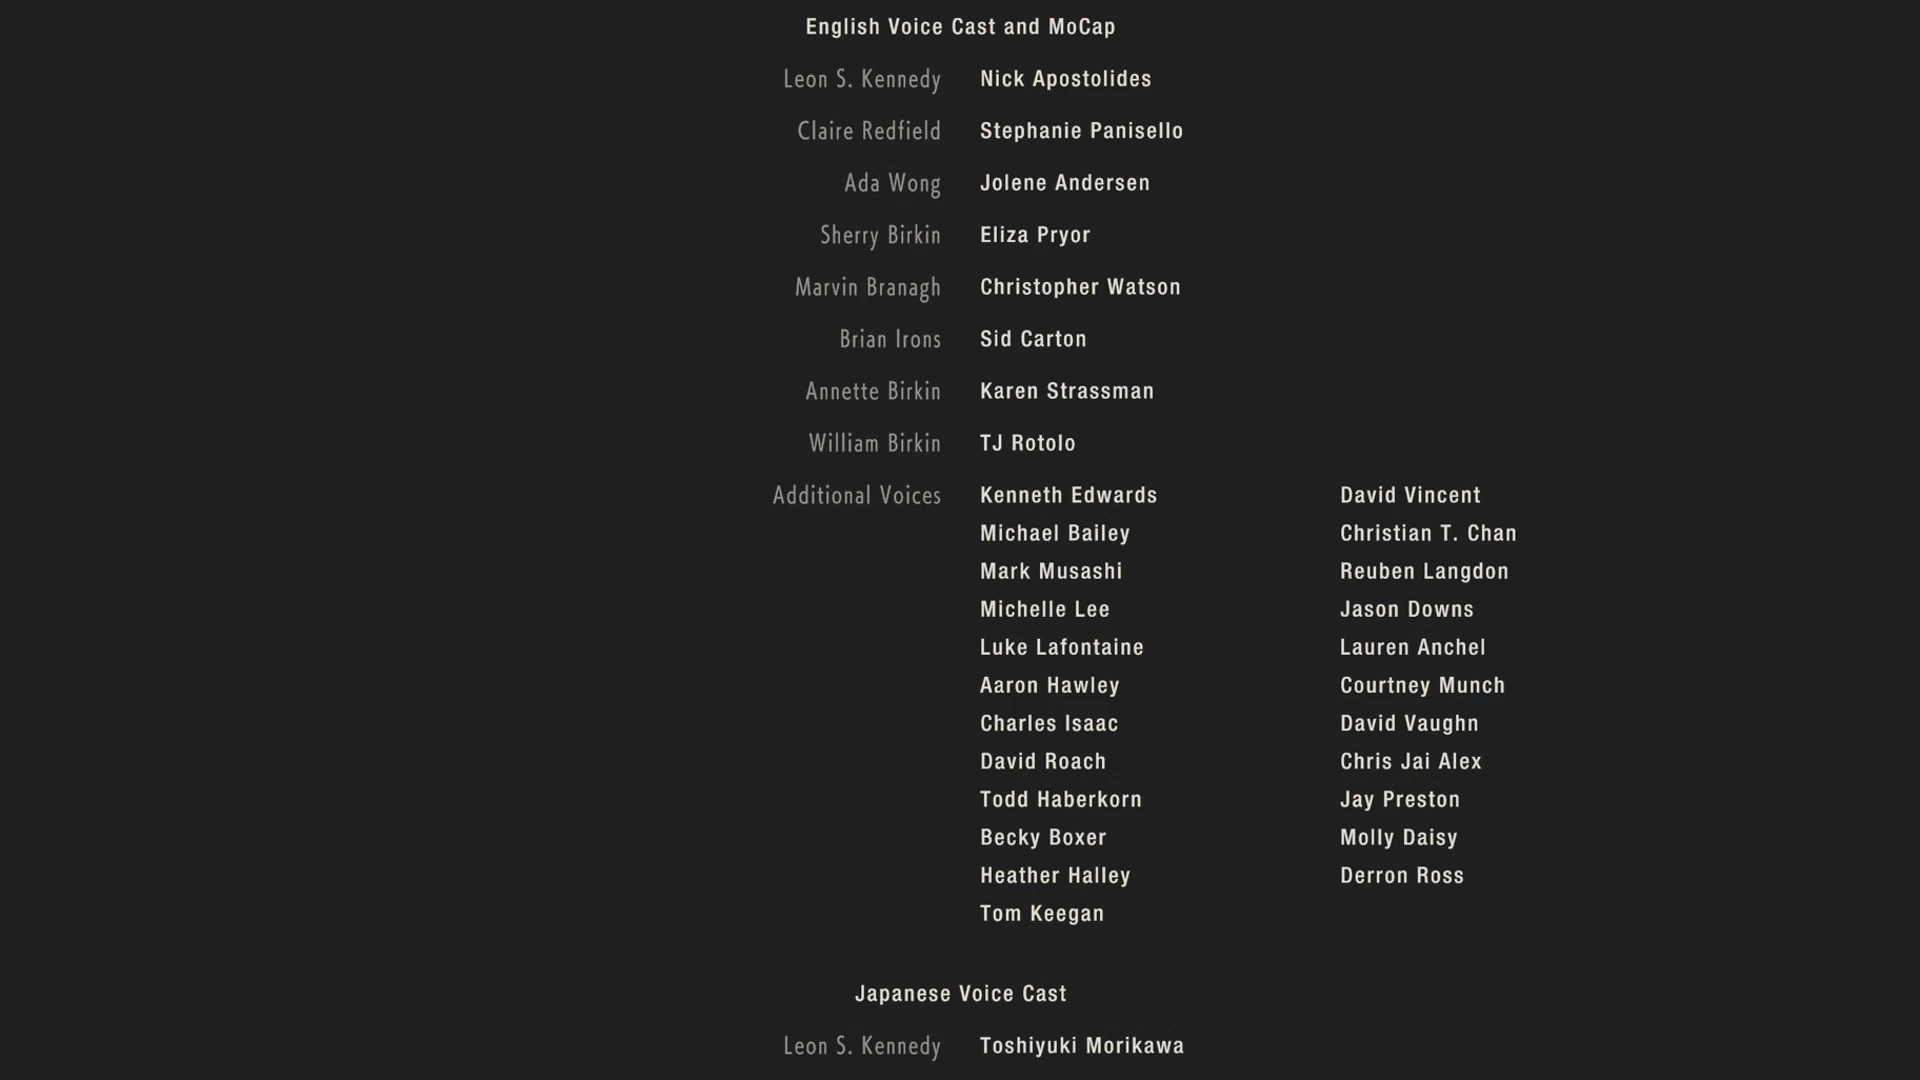 English Voice Cast and MoCap
Leon S. Kennedy Nick Apostolides
Claire Redfield Stephanie Panisello
Ada Wong Jolene Andersen
Sherry Birkin Eliza Pryor
Marvin Branagh Christopher Watson
Brian Irons Sid Carton
Annette Birkin Karen Strassman
William Birkin TJ Rotolo
Additional Voices Kenneth Edwards David Vincent
Michael Bailey Christian T. Chan
Mark Musashi Reuben Langdon
Michelle Lee Jason Downs
Luke Lafontaine Lauren Anchel
Aaron Hawley Courtney Munch
Charles Isaac David Vaughn
David Roach Chris Jai Alex
Todd Haberkorn Jay Preston
Becky Boxer Molly Daisy
Heather Halley Derron Ross
Tom Keegan
Japanese Voice Cast
Leon S. Kennedy Toshiyuki Morikawa